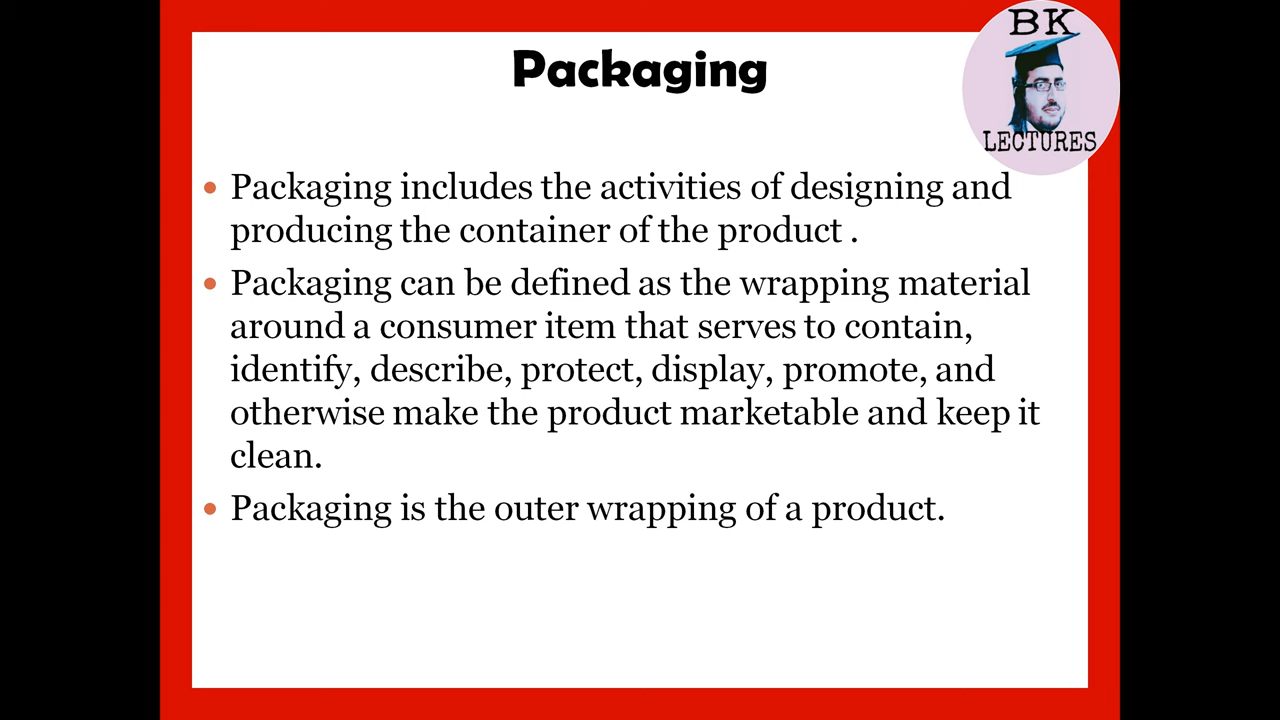 BK
LECTURES
Packaging
• Packaging includes the activities of designing and
producing the container of the product .
• Packaging can be defined as the wrapping material
around a consumer item that serves to contain,
identify, describe, protect, display, promote, and
otherwise make the product marketable and keep it
clean.
• Packaging is the outer wrapping of a product.